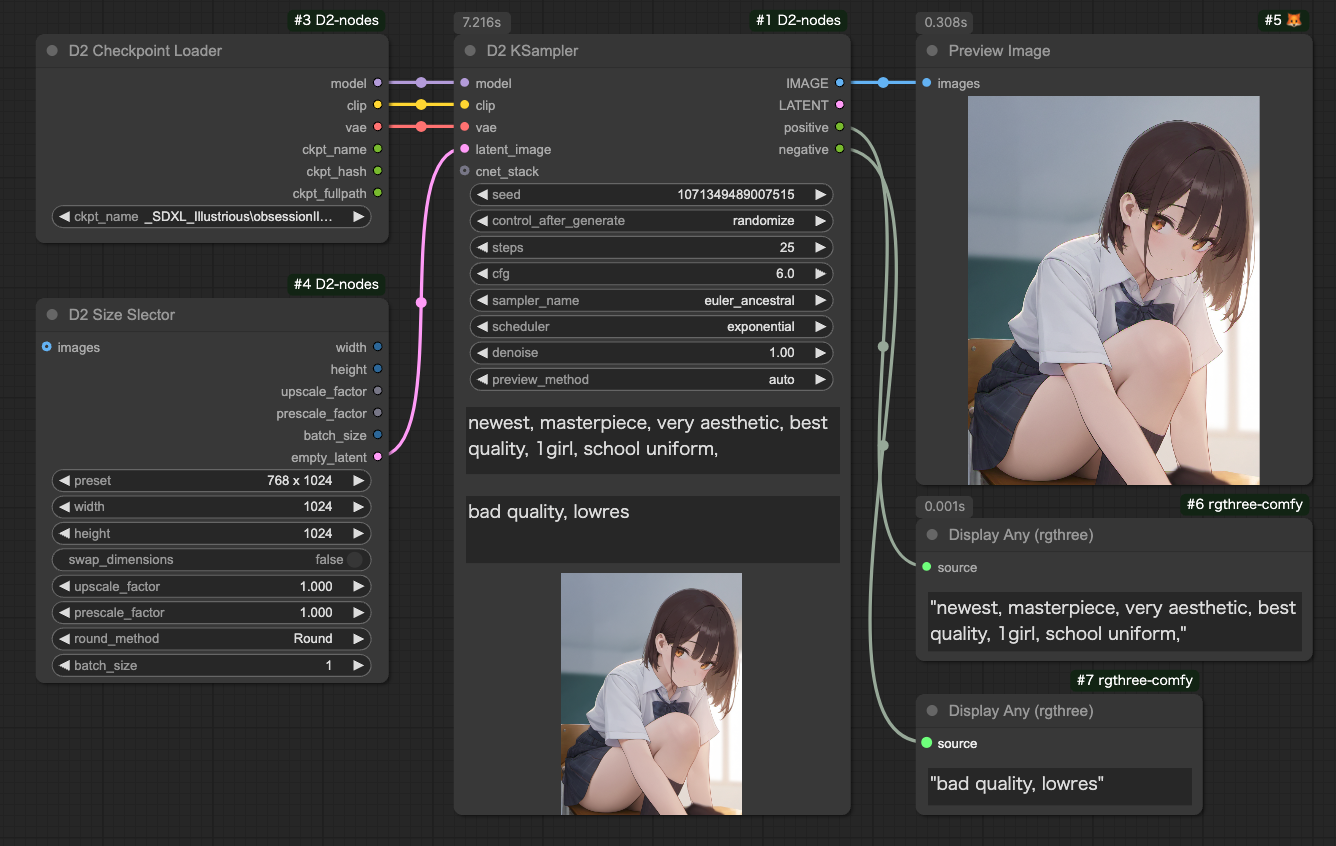 #3 D2-nodes
D2 Checkpoint Loader
model
clip
vae
ckpt_name
ckpt_hash
ckpt_fullpath
ckpt_name _SDXL_Illustrious\obsessionIl...
#4 D2-nodes
D2 Size Slector
images
width
height
upscale_factor
prescale_factor
batch_size
empty_latent
preset 768 x 1024
width 1024
height 1024
swap_dimensions false
upscale_factor 1.000
prescale_factor 1.000
round_method Round
batch_size 1
7.216s
#1 D2-nodes
D2 KSampler
model IMAGE
clip LATENT
vae positive
latent_image negative
cnet_stack
seed 1071349489007515
control_after_generate randomize
steps 25
cfg 6.0
sampler_name euler_ancestral
scheduler exponential
denoise 1.00
preview_method auto
newest, masterpiece, very aesthetic, best
quality, 1girl, school uniform,
bad quality, lowres
0.308s
#5 🦊
Preview Image
images
0.001s
#6 rgthree-comfy
Display Any (rgthree)
source
"newest, masterpiece, very aesthetic, best
quality, 1girl, school uniform,"
#7 rgthree-comfy
Display Any (rgthree)
source
"bad quality, lowres"